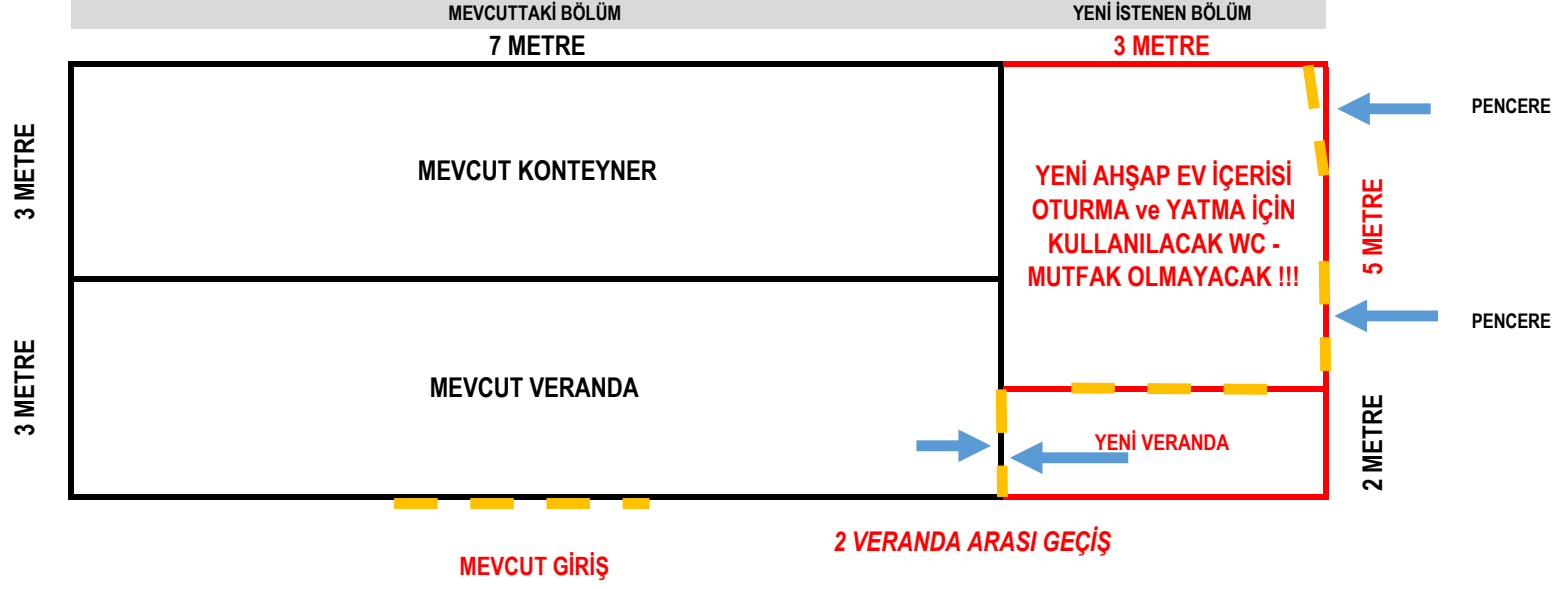 MEVCUTTAKİ BÖLÜM
YENİ İSTENEN BÖLÜM
7 METRE
3 METRE
3 METRE
MEVCUT KONTEYNER
YENİ AHŞAP EV İÇERİSİ
OTURMA ve YATMA İÇİN
KULLANILACAK WC -
MUTFAK OLMAYACAK !!!
PENCERE
5 METRE
PENCERE
3 METRE
MEVCUT VERANDA
YENİ VERANDA
2 METRE
2 VERANDA ARASI GEÇİŞ
MEVCUT GİRİŞ